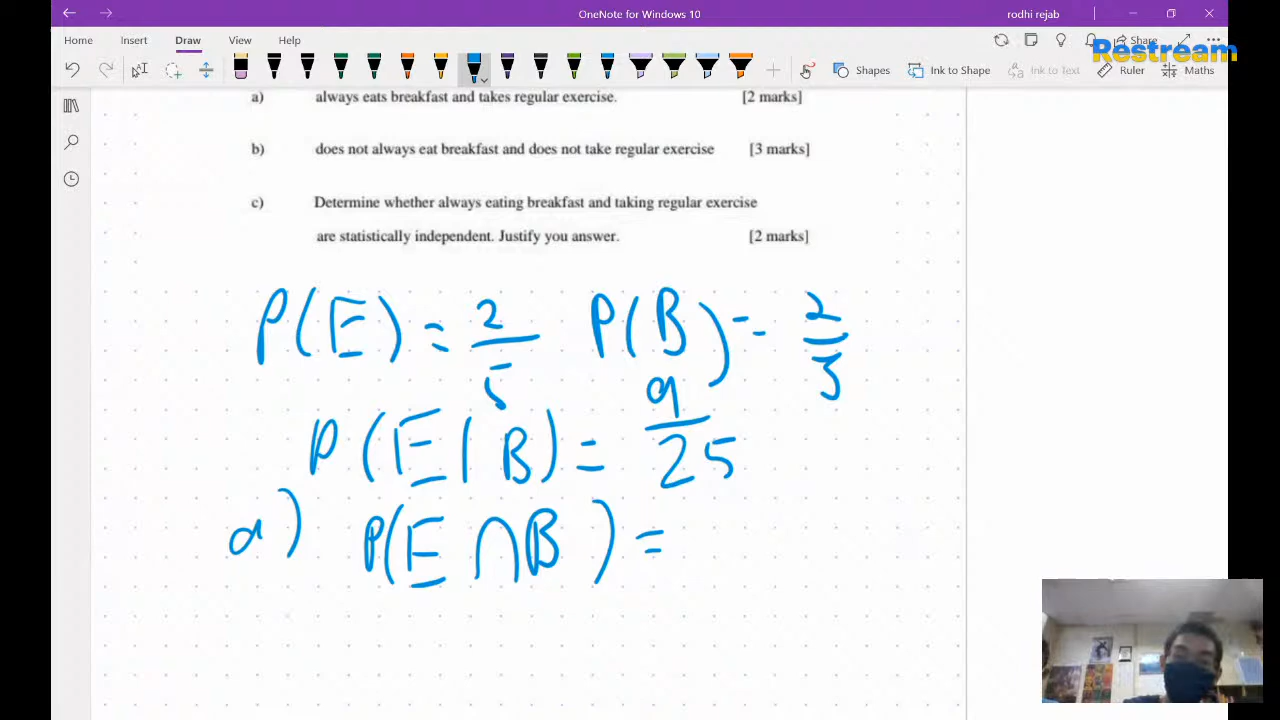 OneNote for Windows 10
rodhi rejab
Home Insert Draw View Help
Share
Restream
Shapes Ink to Shape Ink to Text Ruler Maths
a) always eats breakfast and takes regular exercise. [2 marks]
b) does not always eat breakfast and does not take regular exercise [3 marks]
c) Determine whether always eating breakfast and taking regular exercise
are statistically independent. Justify you answer. [2 marks]
P(E) = 2/5 P(B) = 2/3
P(E|B) = 9/25
a) P(E ∩ B) =